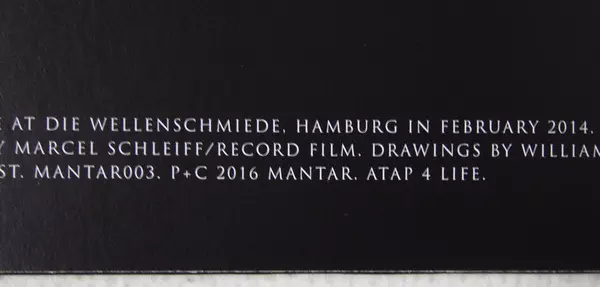 AT DIE WELLENSCHMIEDE, HAMBURG IN FEBRUARY 2014.
MARCEL SCHLEIFF/RECORD FILM. DRAWINGS BY WILLIAM
ST. MANTAR003. P+C 2016 MANTAR. ATAP 4 LIFE.